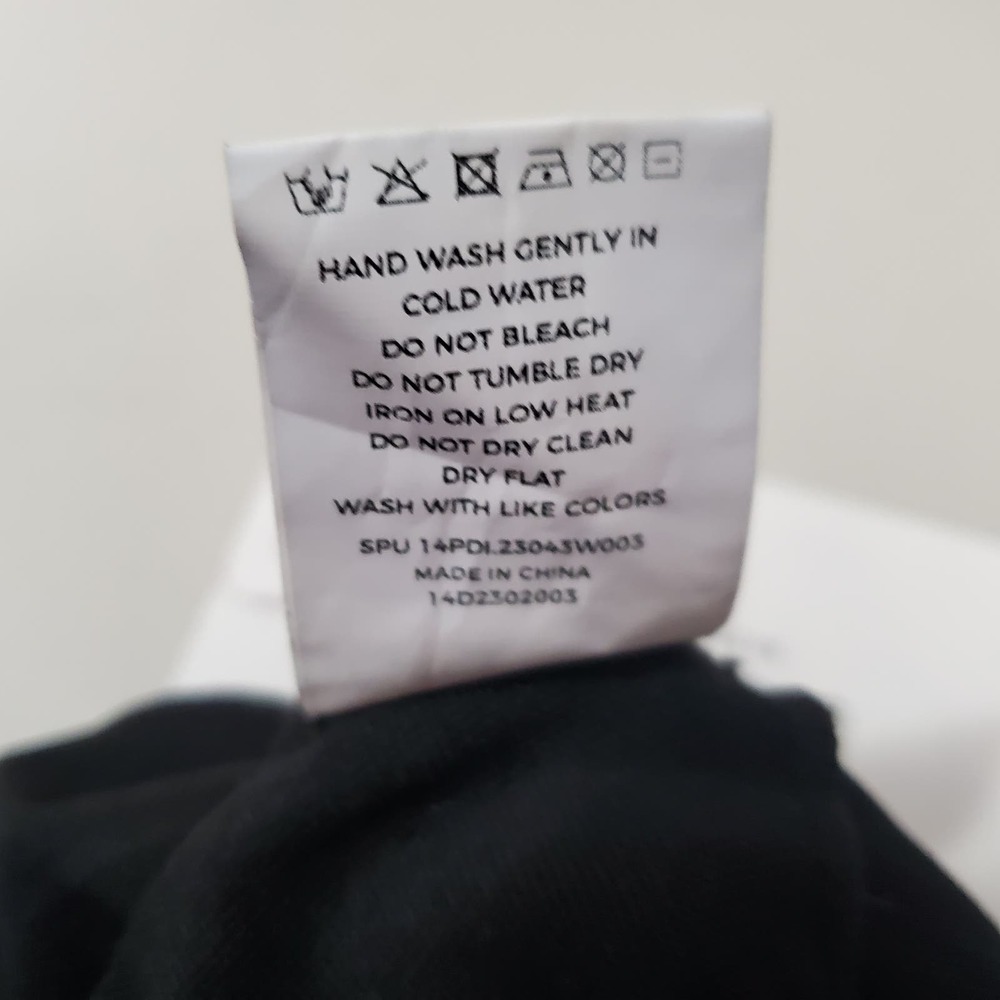 HAND WASH GENTLY IN
COLD WATER
DO NOT BLEACH
DO NOT TUMBLE DRY
IRON ON LOW HEAT
DO NOT DRY CLEAN
DRY FLAT
WASH WITH LIKE COLORS
SPU 14PDL23043W003
MADE IN CHINA
14D2302003